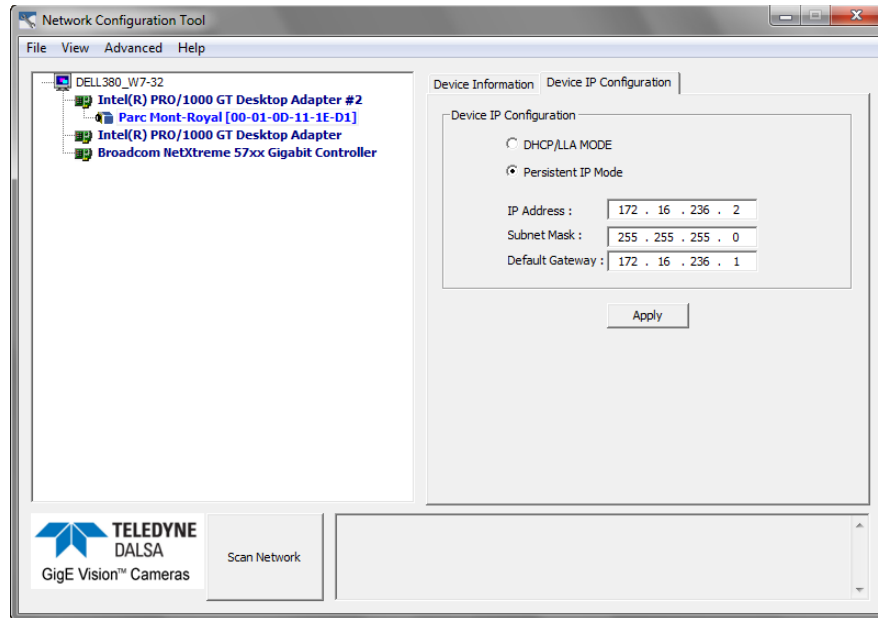 Network Configuration Tool
File View Advanced Help
DELL380_W7-32
Intel(R) PRO/1000 GT Desktop Adapter #2
Parc Mont-Royal [00-01-0D-11-1E-D1]
Intel(R) PRO/1000 GT Desktop Adapter
Broadcom NetXtreme 57xx Gigabit Controller
Device Information Device IP Configuration
Device IP Configuration
DHCP/LLA MODE
Persistent IP Mode
IP Address : 172 . 16 . 236 . 2
Subnet Mask : 255 . 255 . 255 . 0
Default Gateway : 172 . 16 . 236 . 1
Apply
TELEDYNE
DALSA
GigE Vision™ Cameras
Scan Network